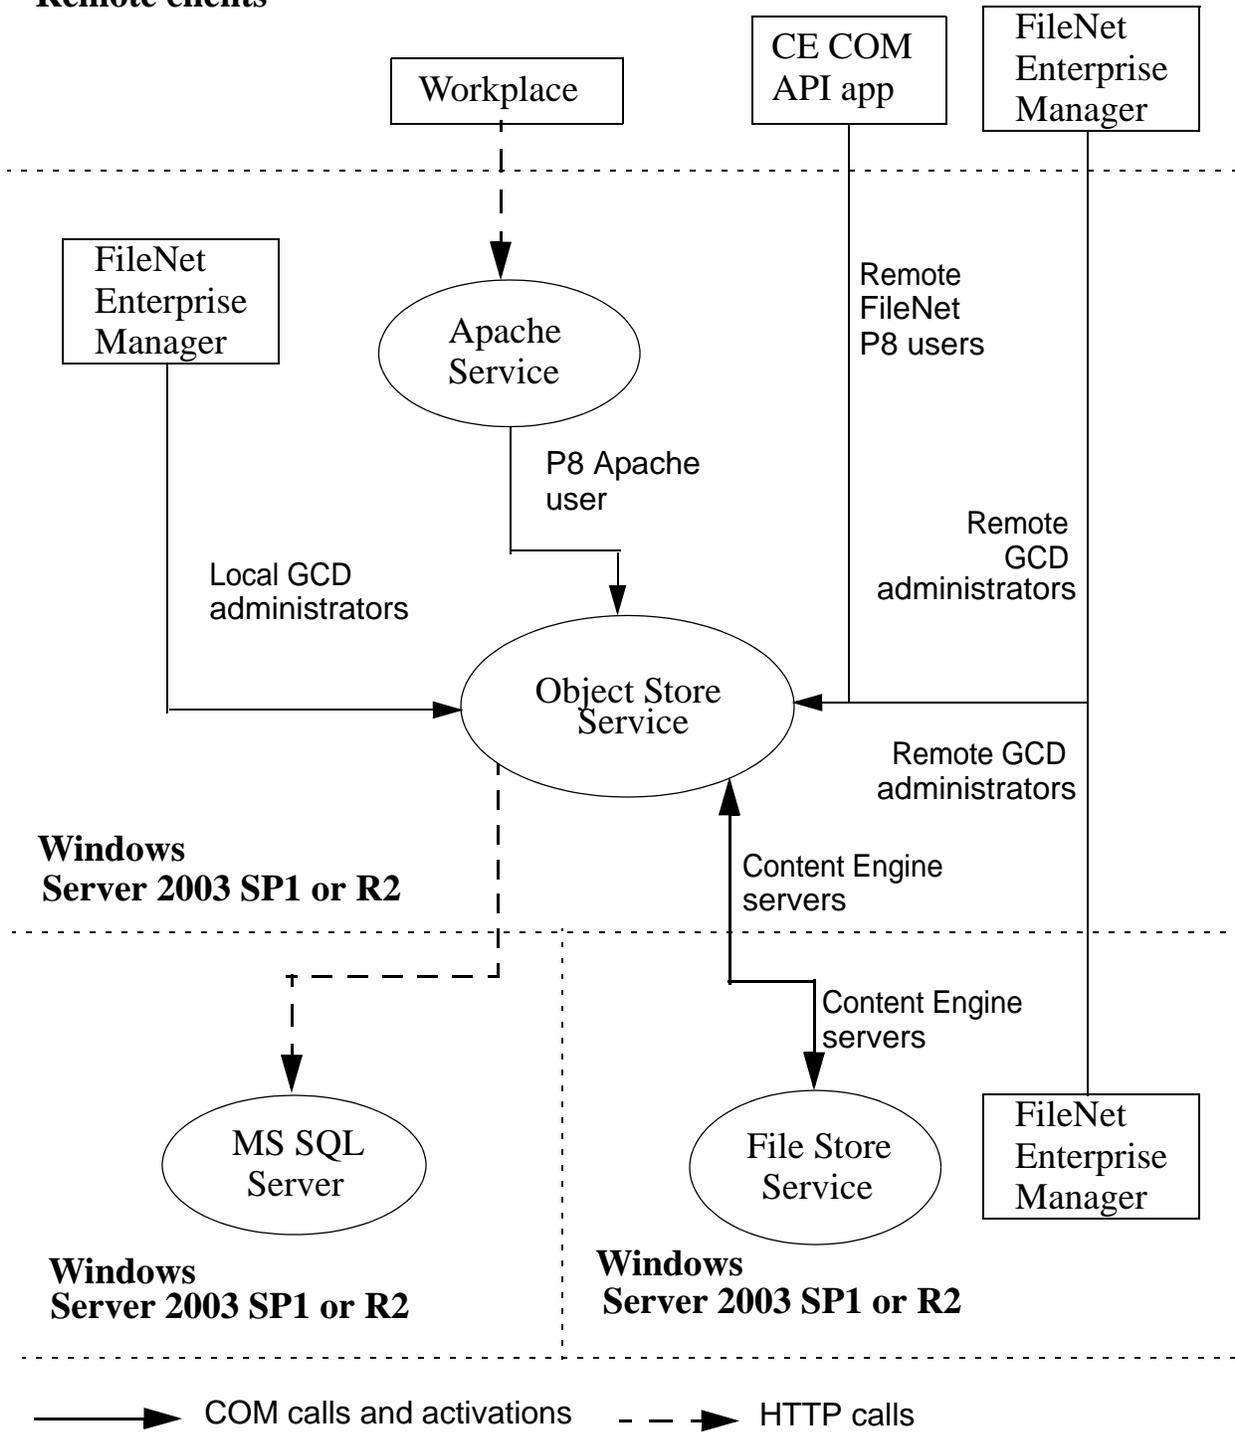 Remote clients
Workplace
CE COM
API app
FileNet
Enterprise
Manager
FileNet
Enterprise
Manager
Apache
Service
Remote
FileNet
P8 users
P8 Apache
user
Remote
GCD
administrators
Local GCD
administrators
Object Store
Service
Remote GCD
administrators
Windows
Server 2003 SP1 or R2
Content Engine
servers
Content Engine
servers
MS SQL
Server
File Store
Service
FileNet
Enterprise
Manager
Windows
Server 2003 SP1 or R2
Windows
Server 2003 SP1 or R2
COM calls and activations
HTTP calls